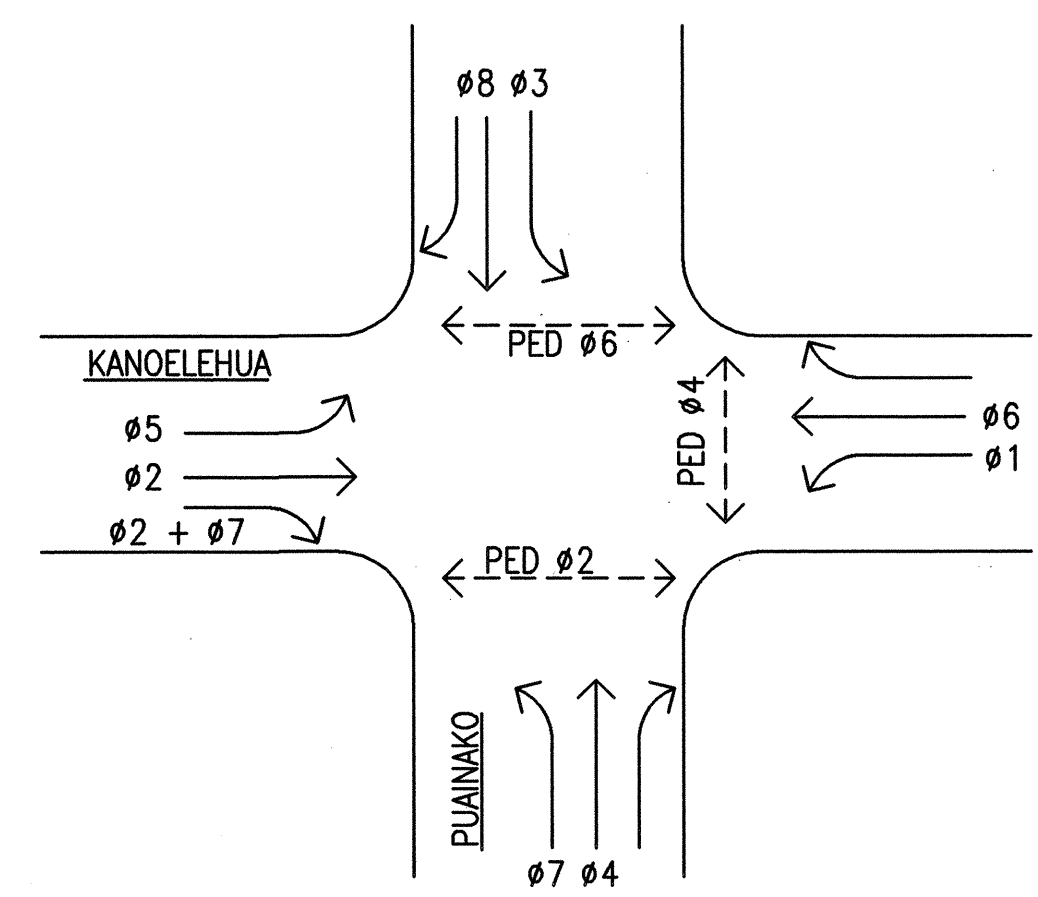 ø8 ø3
PED ø6
KANOELEHUA
ø5
ø2
ø2 + ø7
PED ø4
ø6
ø1
PED ø2
PUAINAKO
ø7 ø4